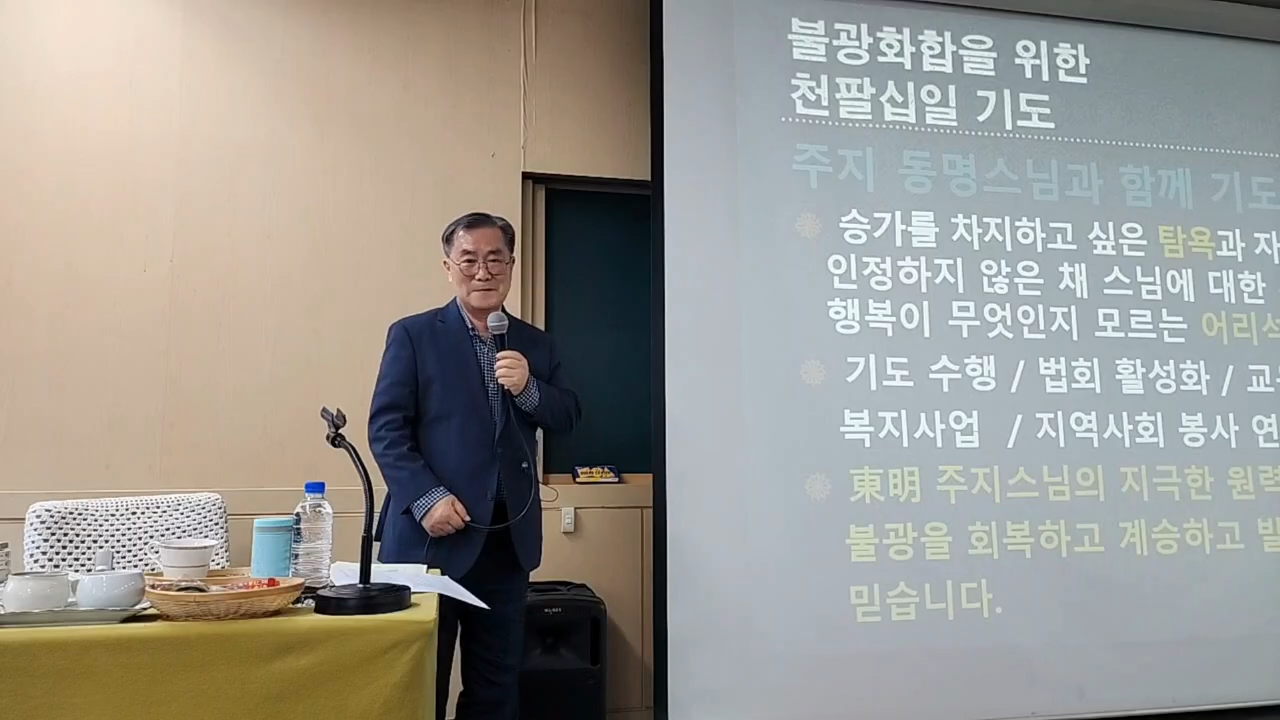 불광화합을 위한
천팔십일 기도
주지 동명스님과 함께 기도
승가를 차지하고 싶은 탐욕과
인정하지 않은 채 스님에 대한
행복이 무엇인지 모르는
기도 수행 / 법회 활성화 /
복지사업 / 지역사회 봉사
東明 주지스님의 지극한 원력
불광을 회복하고 계승하고
믿습니다.